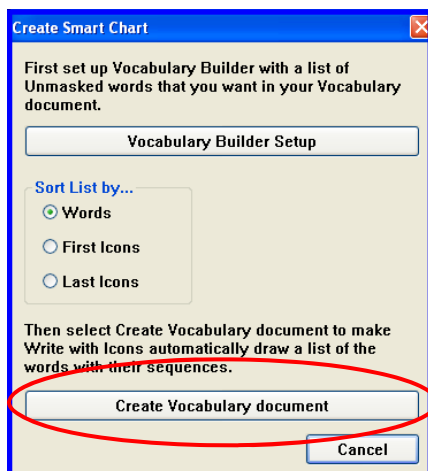 Create Smart Chart
First set up Vocabulary Builder with a list of
Unmasked words that you want in your Vocabulary
document.
Vocabulary Builder Setup
Sort List by...
Words
First Icons
Last Icons
Then select Create Vocabulary document to make
Write with Icons automatically draw a list of the
words with their sequences.
Create Vocabulary document
Cancel